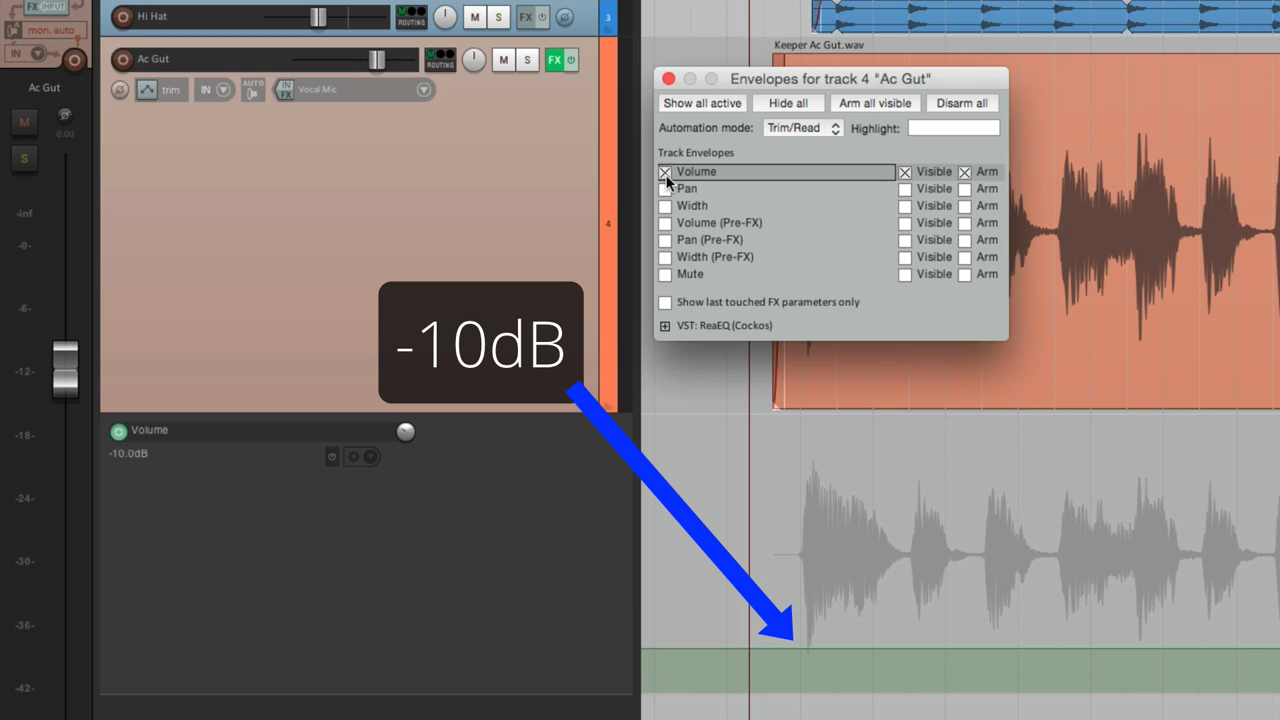 FX INPUT
mon. auto
IN
Ac Gut
M
0.00
S
-inf
-0-
-6-
-12-
-18-
-24-
-30-
-36-
-42-
Hi Hat
M
ROUTING
M
S
FX
3
Ac Gut
M
ROUTING
M
S
FX
trim
IN
AUTO
IN
FX
Vocal Mic
4
-10dB
Volume
-10.0dB
Keeper Ac Gut.wav
Envelopes for track 4 "Ac Gut"
Show all active
Hide all
Arm all visible
Disarm all
Automation mode:
Trim/Read
Highlight:
Track Envelopes
Volume Visible Arm
Pan Visible Arm
Width Visible Arm
Volume (Pre-FX) Visible Arm
Pan (Pre-FX) Visible Arm
Width (Pre-FX) Visible Arm
Mute Visible Arm
Show last touched FX parameters only
VST: ReaEQ (Cockos)